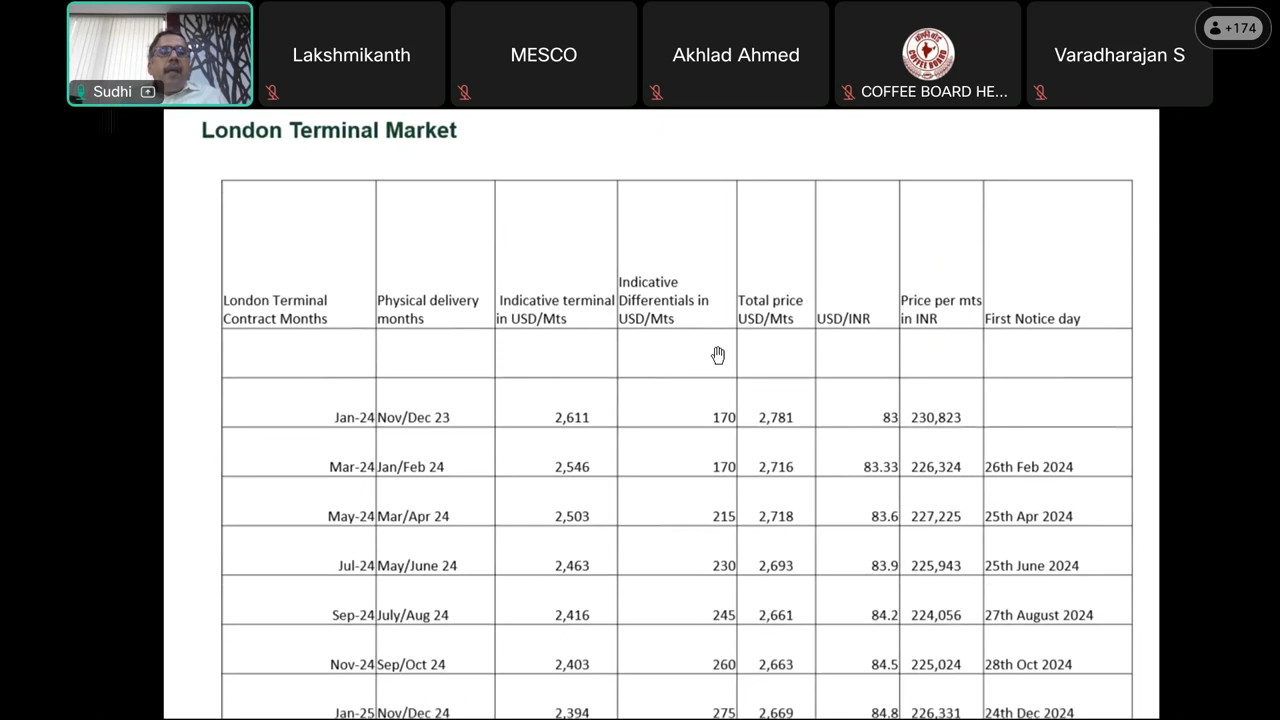 Sudhi
Lakshmikanth
MESCO
Akhlad Ahmed
COFFEE BOARD
COFFEE BOARD HE...
Varadharajan S
+174
London Terminal Market
London Terminal Contract Months Physical delivery months Indicative terminal in USD/Mts Indicative Differentials in USD/Mts Total price USD/Mts USD/INR Price per mts in INR First Notice day
Jan-24 Nov/Dec 23 2,611 170 2,781 83 230,823
Mar-24 Jan/Feb 24 2,546 170 2,716 83.33 226,324 26th Feb 2024
May-24 Mar/Apr 24 2,503 215 2,718 83.6 227,225 25th Apr 2024
Jul-24 May/June 24 2,463 230 2,693 83.9 225,943 25th June 2024
Sep-24 July/Aug 24 2,416 245 2,661 84.2 224,056 27th August 2024
Nov-24 Sep/Oct 24 2,403 260 2,663 84.5 225,024 28th Oct 2024
Jan-25 Nov/Dec 24 2,394 275 2,669 84.8 226,331 24th Dec 2024